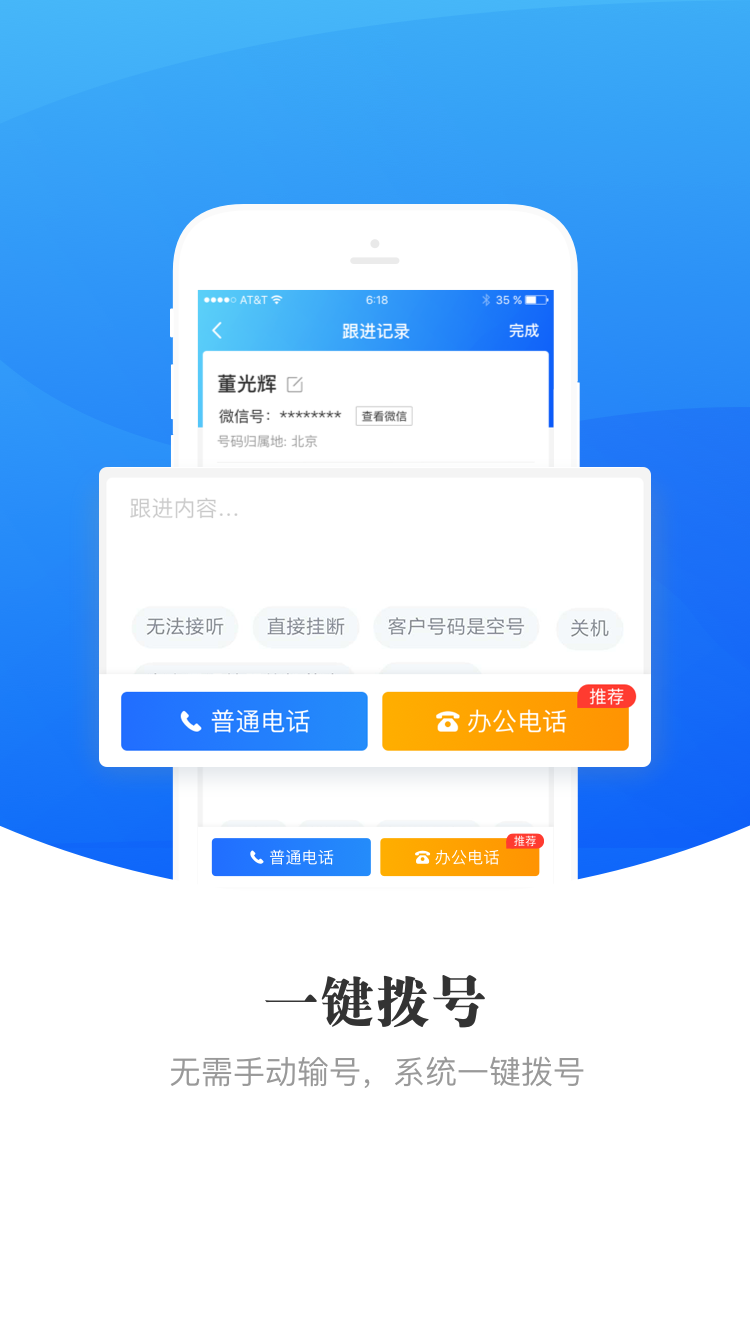 AT&T 6:18 35 %
跟进记录 完成
董光辉
微信号: ******** 查看微信
号码归属地: 北京
跟进内容...
无法接听 直接挂断 客户号码是空号 关机
推荐
普通电话 办公电话
推荐
普通电话 办公电话
一键拨号
无需手动输号，系统一键拨号